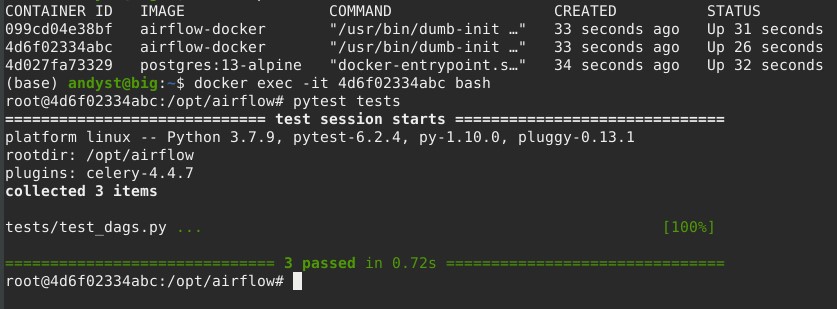 CONTAINER ID   IMAGE                COMMAND                  CREATED          STATUS
099cd04e38bf   airflow-docker       "/usr/bin/dumb-init …"   33 seconds ago   Up 31 seconds
4d6f02334abc   airflow-docker       "/usr/bin/dumb-init …"   33 seconds ago   Up 26 seconds
4d027fa73329   postgres:13-alpine   "docker-entrypoint.s…"   34 seconds ago   Up 32 seconds
(base) andyst@big:~$ docker exec -it 4d6f02334abc bash
root@4d6f02334abc:/opt/airflow# pytest tests
============================= test session starts ==============================
platform linux -- Python 3.7.9, pytest-6.2.4, py-1.10.0, pluggy-0.13.1
rootdir: /opt/airflow
plugins: celery-4.4.7
collected 3 items
tests/test_dags.py ...                                                   [100%]
============================== 3 passed in 0.72s ===============================
root@4d6f02334abc:/opt/airflow#